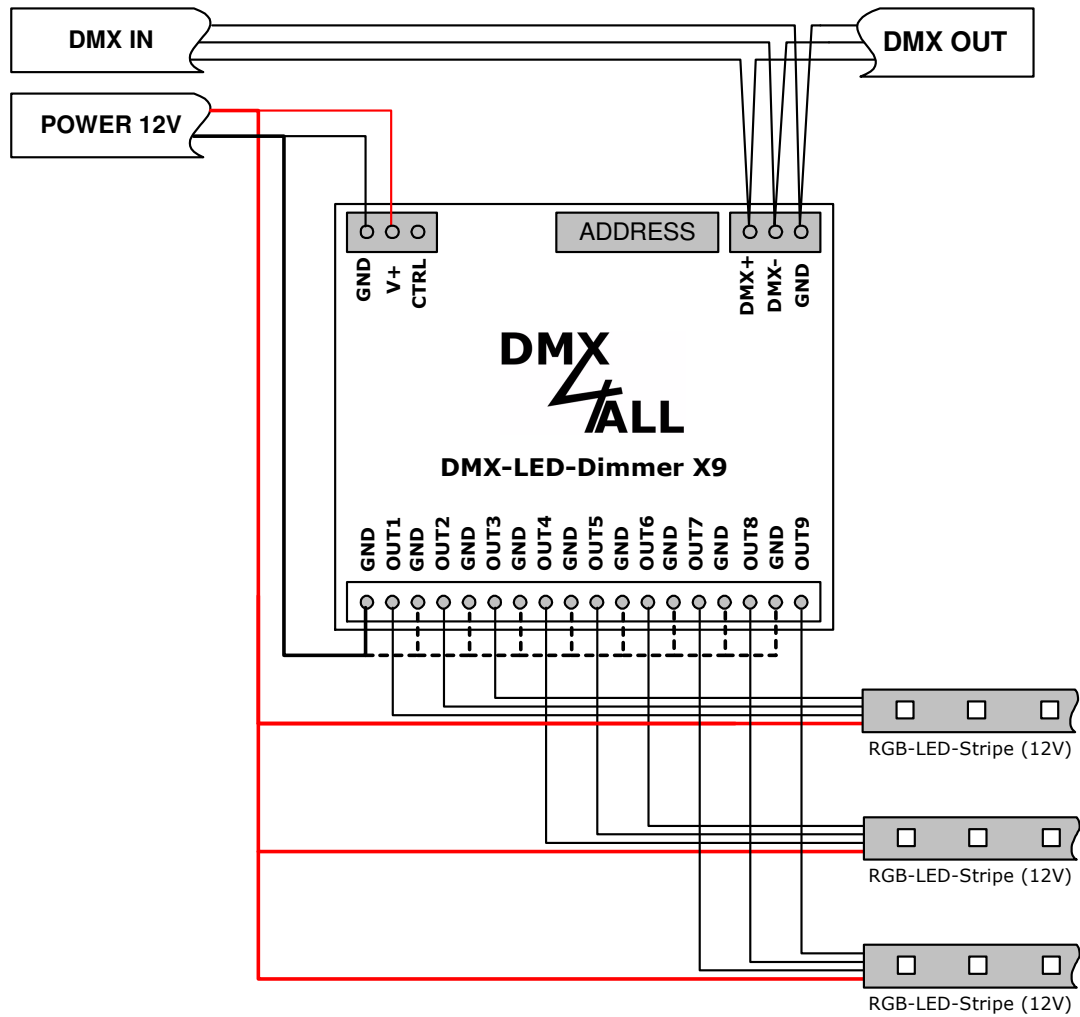 DMX IN
DMX OUT
POWER 12V
ADDRESS
GND
V+
CTRL
DMX+
DMX-
GND
DMX
4ALL
DMX-LED-Dimmer X9
GND
OUT1
GND
OUT2
GND
OUT3
GND
OUT4
GND
OUT5
GND
OUT6
GND
OUT7
GND
OUT8
GND
OUT9
RGB-LED-Stripe (12V)
RGB-LED-Stripe (12V)
RGB-LED-Stripe (12V)